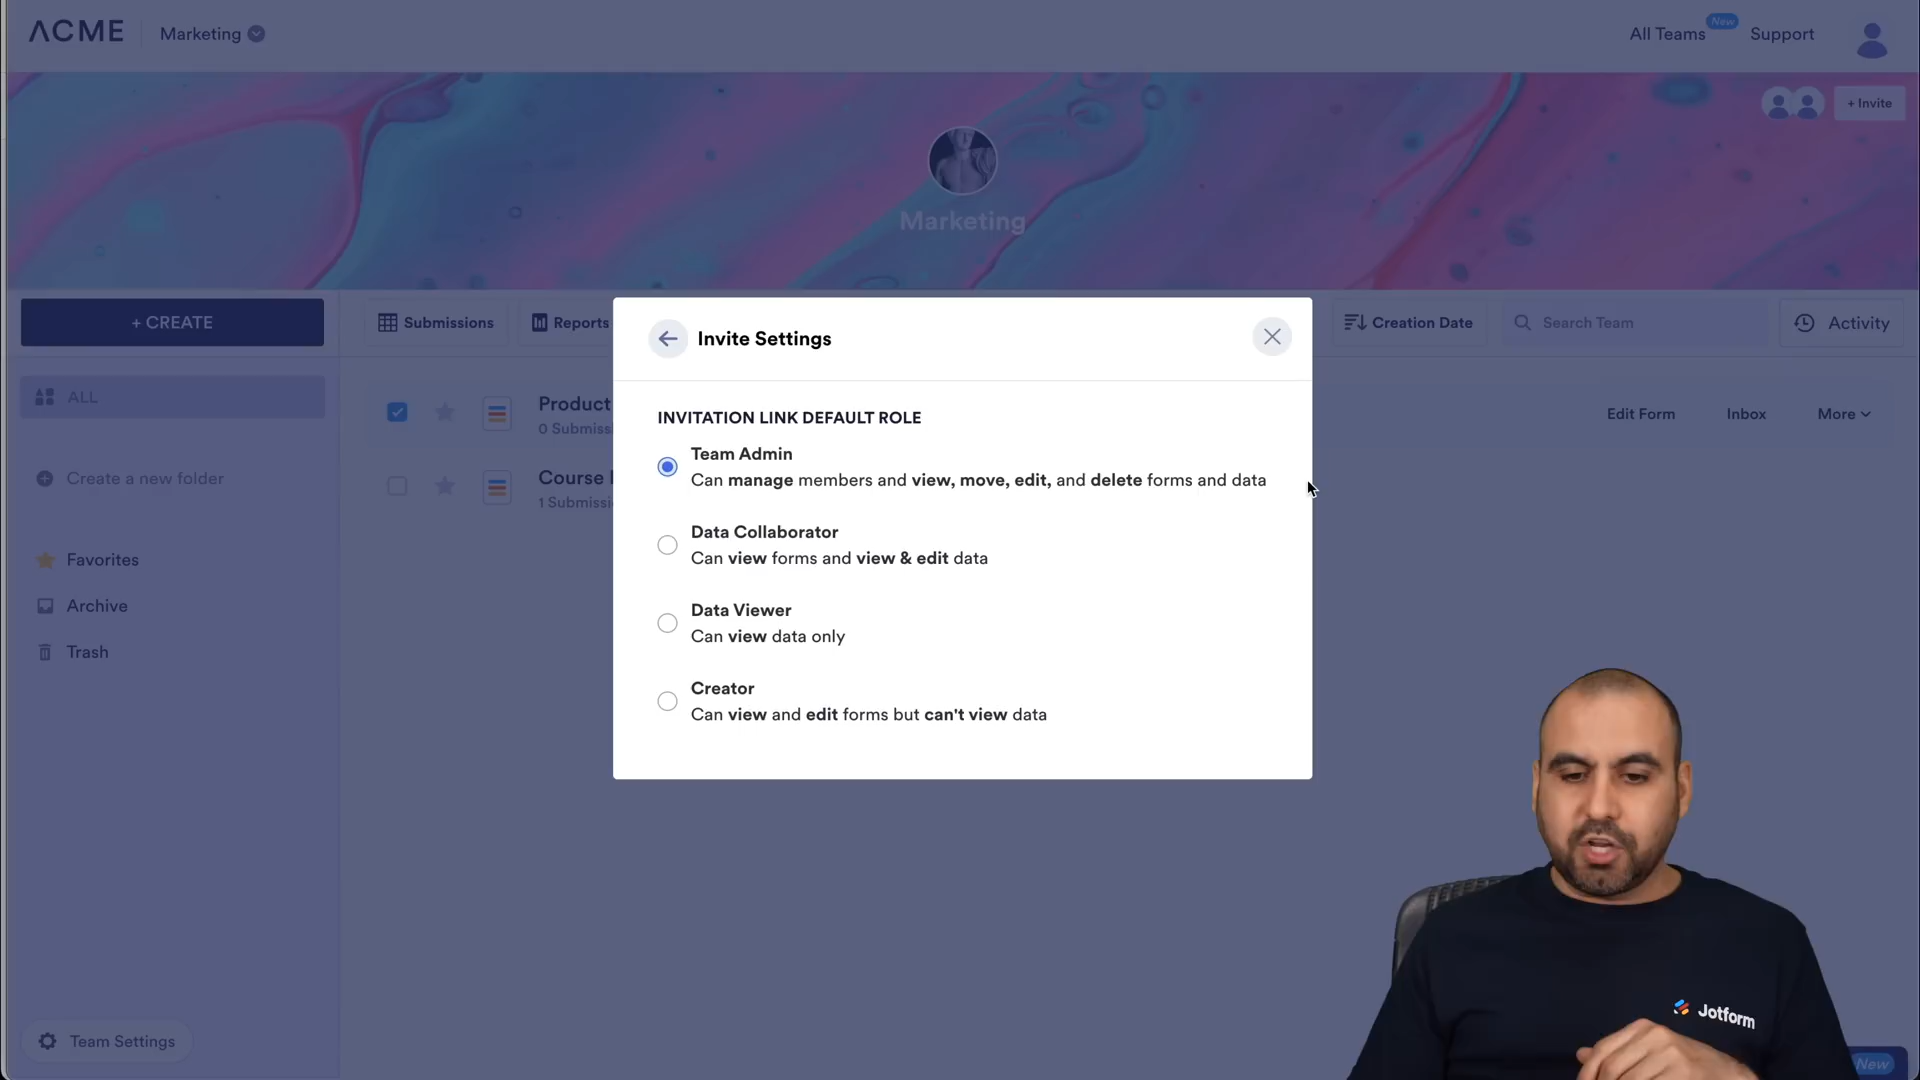 ACME
Marketing
All Teams
New
Support
+ Invite
Marketing
+ CREATE
Submissions
Reports
Creation Date
Search Team
Activity
Invite Settings
ALL
Product
0 Submiss
Edit Form
Inbox
More
INVITATION LINK DEFAULT ROLE
Team Admin
Can manage members and view, move, edit, and delete forms and data
Create a new folder
Course
1 Submiss
Data Collaborator
Can view forms and view & edit data
Favorites
Archive
Trash
Data Viewer
Can view data only
Creator
Can view and edit forms but can't view data
Jotform
Team Settings
New